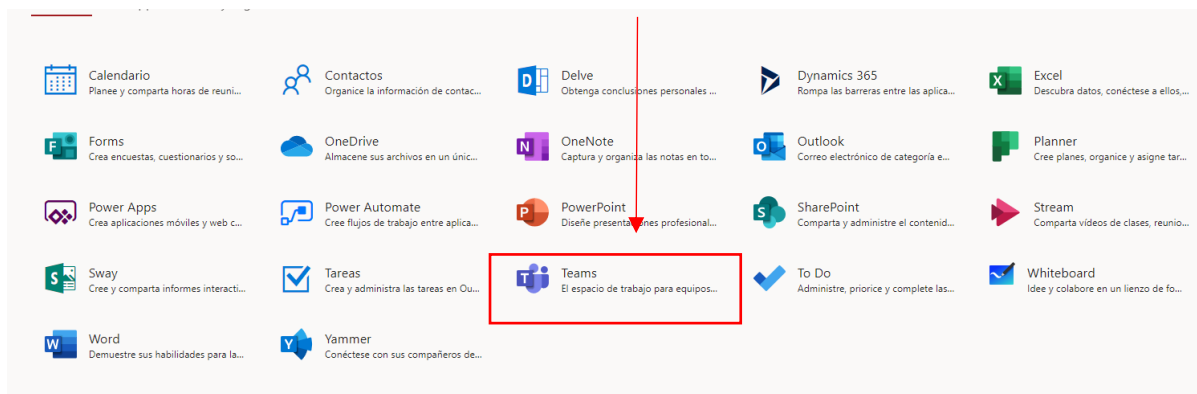 Calendario
Planee y comparta horas de reuni...
Contactos
Organice la información de contac...
Delve
Obtenga conclusiones personales ...
Dynamics 365
Rompa las barreras entre las aplica...
Excel
Descubra datos, conéctese a ellos,...
Forms
Crea encuestas, cuestionarios y so...
OneDrive
Almacene sus archivos en un únic...
OneNote
Captura y organiza las notas en to...
Outlook
Correo electrónico de categoría e...
Planner
Cree planes, organice y asigne tar...
Power Apps
Crea aplicaciones móviles y web c...
Power Automate
Cree flujos de trabajo entre aplica...
PowerPoint
Diseñe presentaciones profesional...
SharePoint
Comparta y administre el contenid...
Stream
Comparta vídeos de clases, reunio...
Sway
Cree y comparta informes interacti...
Tareas
Crea y administra las tareas en Ou...
Teams
El espacio de trabajo para equipos...
To Do
Administre, priorice y complete las...
Whiteboard
Idee y colabore en un lienzo de fo...
Word
Demuestre sus habilidades para la...
Yammer
Conéctese con sus compañeros de...